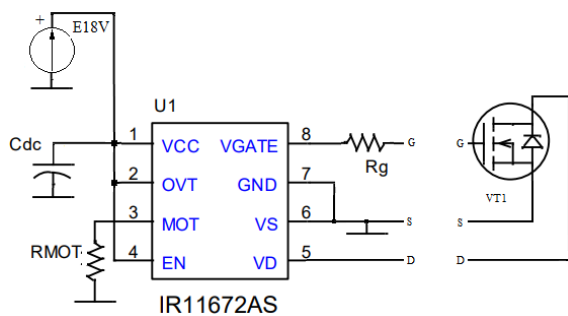 + E18V
U1
Cdc
1 VCC VGATE 8 Rg G G
2 OVT GND 7
VT1
3 MOT VS 6 S S
RMOT
4 EN VD 5 D D
IR11672AS